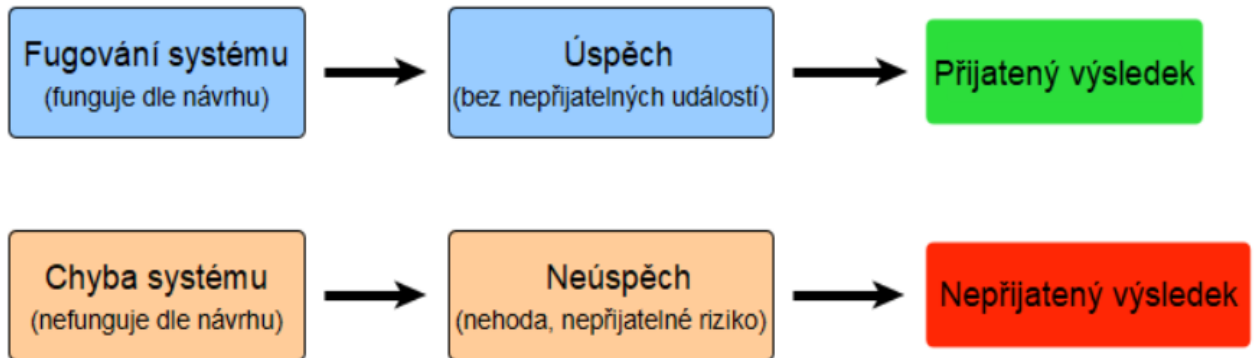 Fugování systému
(funguje dle návrhu)
Úspěch
(bez nepřijatelných událostí)
Přijatený výsledek
Chyba systému
(nefunguje dle návrhu)
Neúspěch
(nehoda, nepřijatelné riziko)
Nepřijatený výsledek